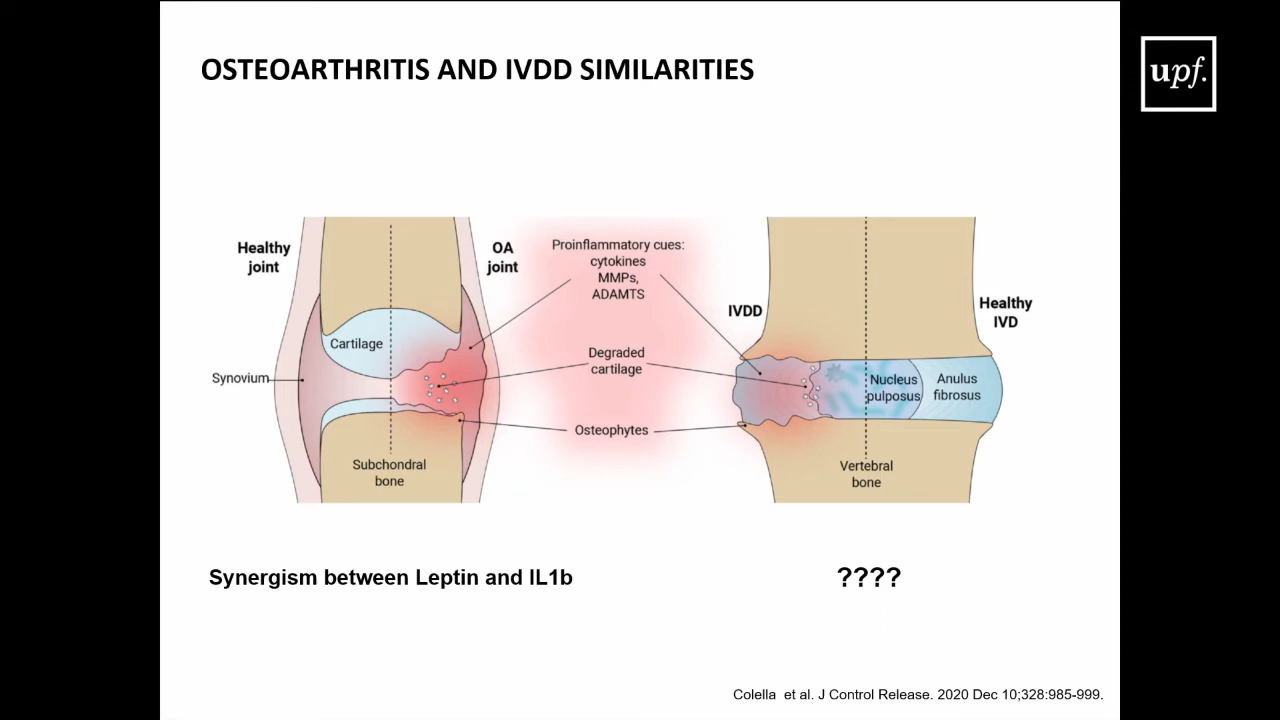 OSTEOARTHRITIS AND IVDD SIMILARITIES
upf.
Healthy
joint
OA
joint
Proinflammatory cues:
cytokines
MMPs,
ADAMTS
IVDD
Healthy
IVD
Cartilage
Degraded
cartilage
Synovium
Nucleus
pulposus
Anulus
fibrosus
Osteophytes
Subchondral
bone
Vertebral
bone
Synergism between Leptin and IL1b
????
Colella et al. J Control Release. 2020 Dec 10;328:985-999.